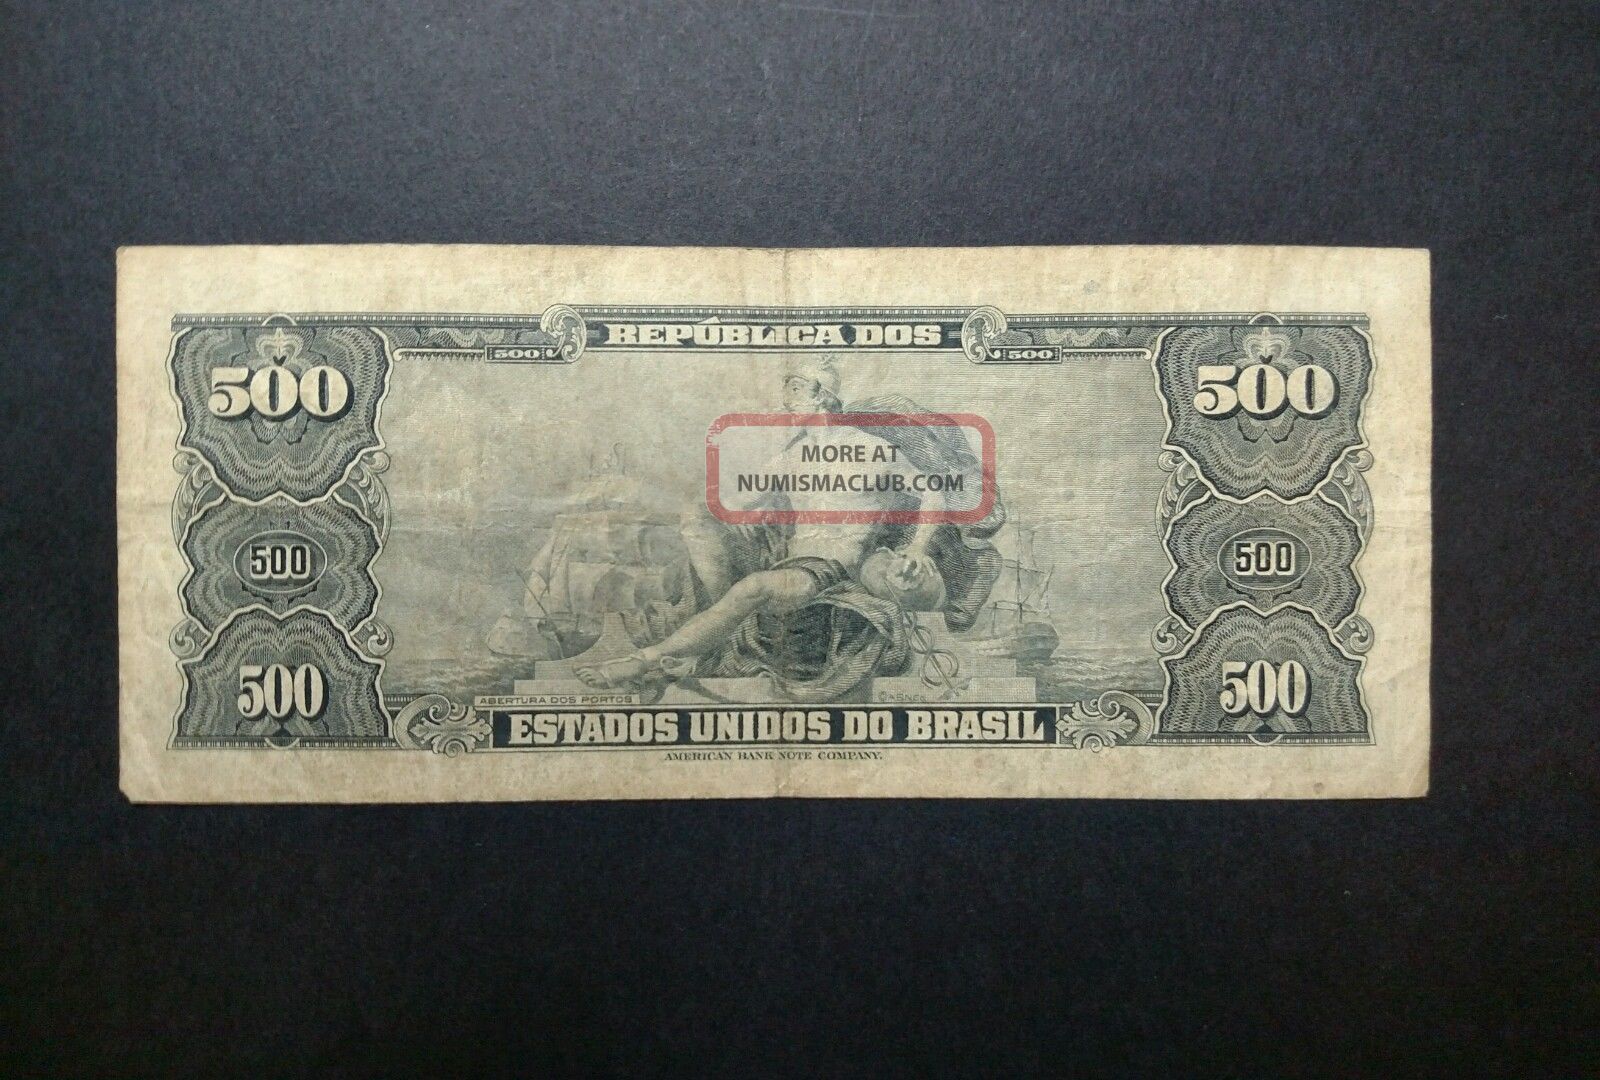 REPÚBLICA DOS
500 500
500 500
MORE AT
NUMISMACLUB.COM
500 500
500 500
ABERTURA DOS PORTOS
ESTADOS UNIDOS DO BRASIL
AMERICAN BANK NOTE COMPANY.